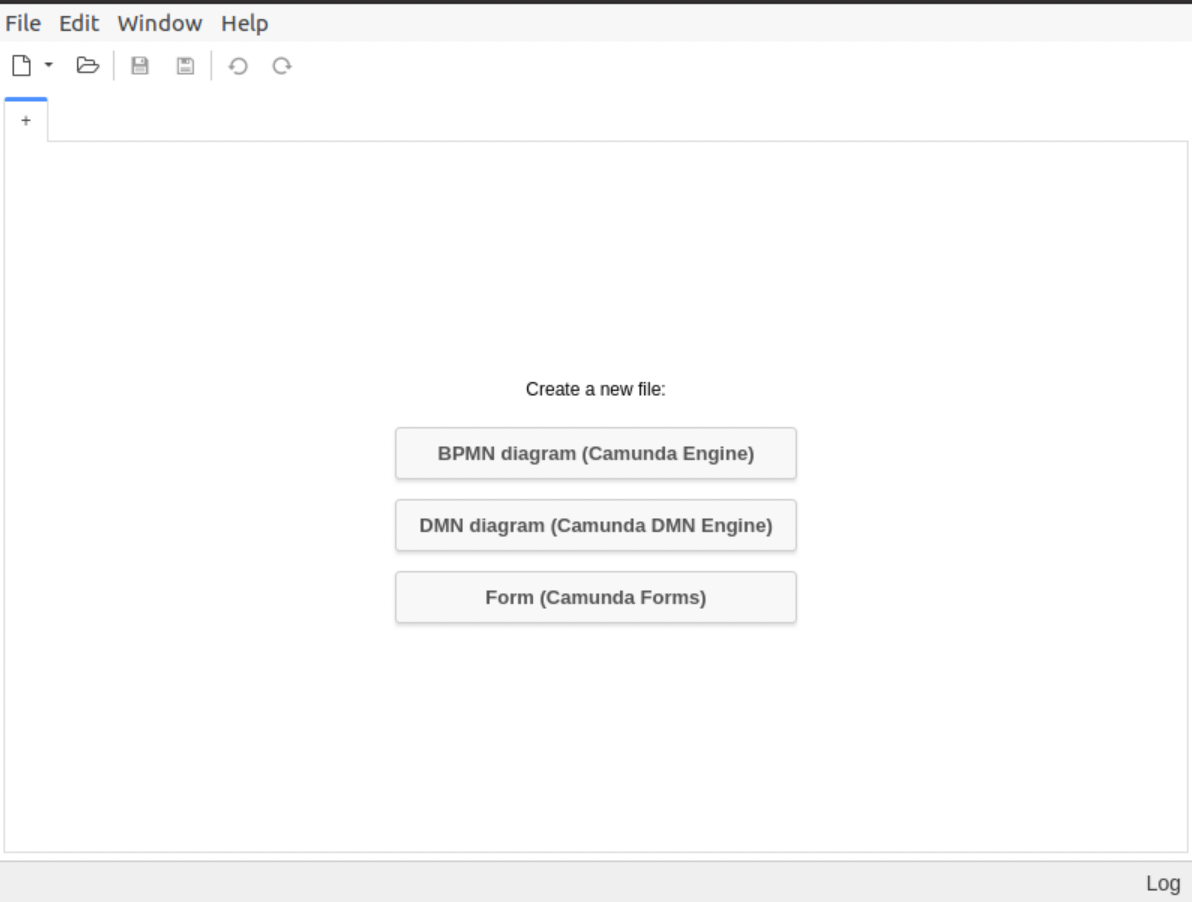 File Edit Window Help
+
Create a new file:
BPMN diagram (Camunda Engine)
DMN diagram (Camunda DMN Engine)
Form (Camunda Forms)
Log